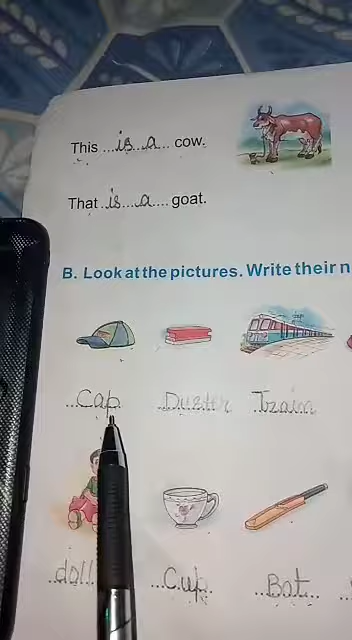 This ...is...a... cow.
That ..is....a.... goat.
B. Look at the pictures. Write their n
..Cap Duster Train
..doll ...Cup.. ..Bat...